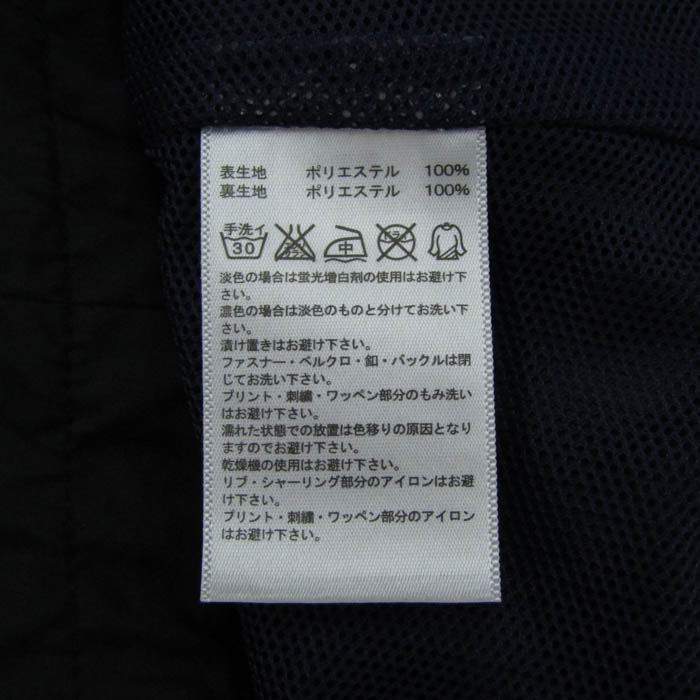 表生地 ポリエステル 100%
裏生地 ポリエステル 100%
手洗イ 30 エンソサラシ 中 ドライ
淡色の場合は蛍光増白剤の使用はお避け下
さい。
濃色の場合は淡色のものと分けてお洗い下
さい。
漬け置きはお避け下さい。
ファスナー・ベルクロ・釦・バックルは閉
じてお洗い下さい。
プリント・刺繍・ワッペン部分のもみ洗い
はお避け下さい。
濡れた状態での放置は色移りの原因となり
ますのでお避け下さい。
乾燥機の使用はお避け下さい。
リブ・シャーリング部分のアイロンはお避
け下さい。
プリント・刺繍・ワッペン部分のアイロン
はお避け下さい。